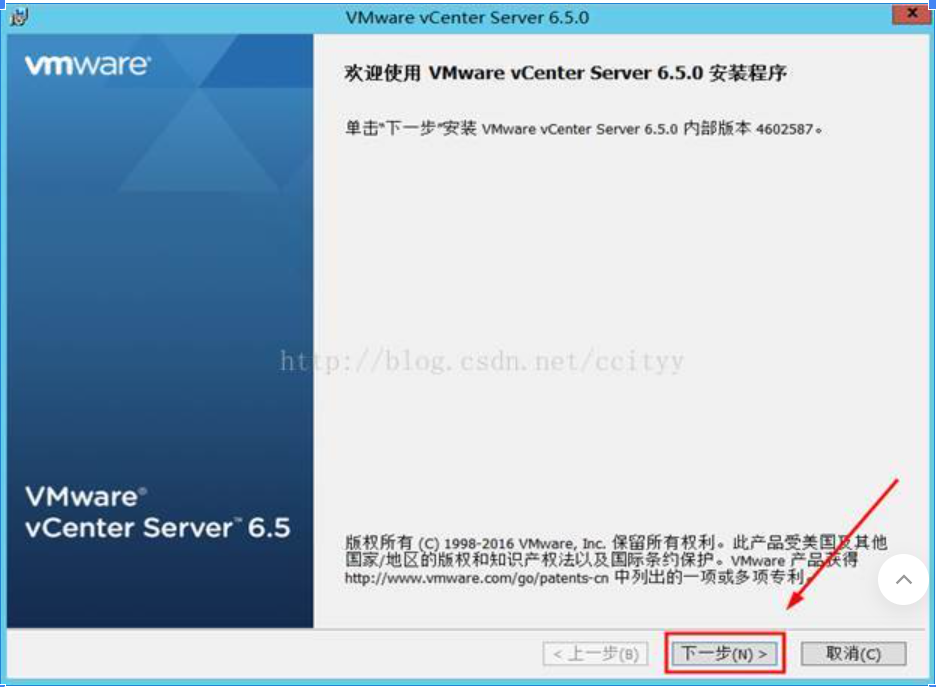 VMware vCenter Server 6.5.0
vmware®
欢迎使用 VMware vCenter Server 6.5.0 安装程序
单击"下一步"安装 VMware vCenter Server 6.5.0 内部版本 4602587。
http://blog.csdn.net/ccityy
VMware®
vCenter Server™ 6.5
版权所有 (C) 1998-2016 VMware, Inc. 保留所有权利。此产品受美国及其他
国家/地区的版权和知识产权法以及国际条约保护。VMware 产品获得
http://www.vmware.com/go/patents-cn 中列出的一项或多项专利。
< 上一步(B)
下一步(N) >
取消(C)